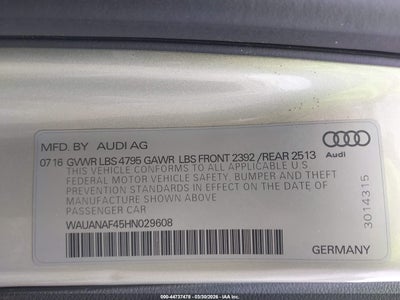 MFD. BY AUDI AG
07 16 GVWR LBS 4795 GAWR LBS FRONT 2392 / REAR 2513
THIS VEHICLE CONFORMS TO ALL APPLICABLE U.S.
FEDERAL MOTOR VEHICLE SAFETY, BUMPER, AND THEFT
PREVENTION STANDARDS IN EFFECT ON THE DATE OF
MANUFACTURE SHOWN ABOVE.
PASSENGER CAR
WAUANAF45HN029608
Audi
3014315
GERMANY
000-44737478 - 03/30/2026 - IAA Inc.